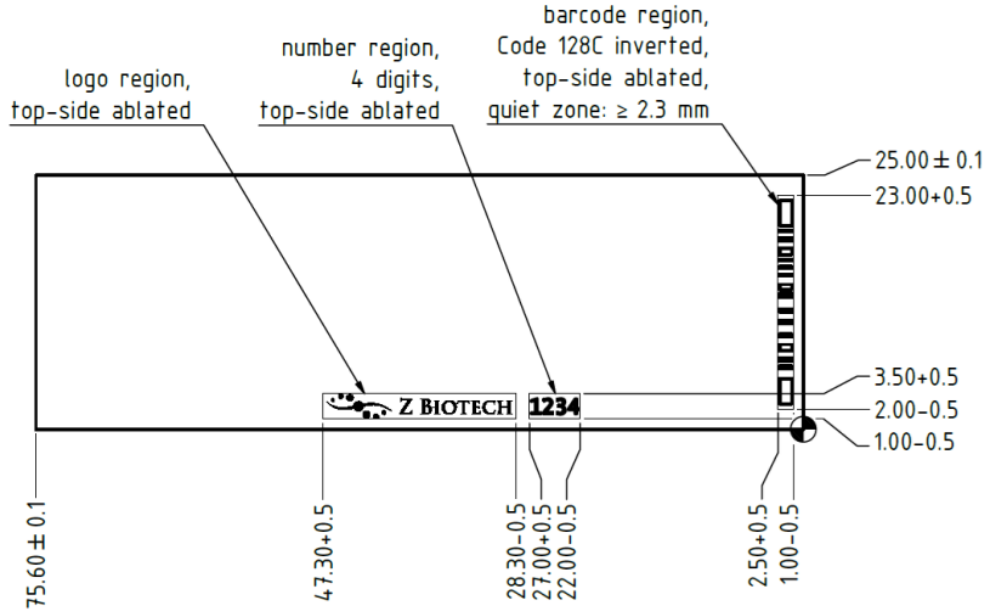 barcode region,
Code 128C inverted,
top-side ablated,
quiet zone: ≥ 2.3 mm
number region,
4 digits,
top-side ablated
logo region,
top-side ablated
25.00 ± 0.1
23.00+0.5
3.50+0.5
2.00-0.5
1.00-0.5
Z BIOTECH
1234
75.60 ± 0.1
47.30+0.5
28.30-0.5
27.00+0.5
22.00-0.5
2.50+0.5
1.00-0.5